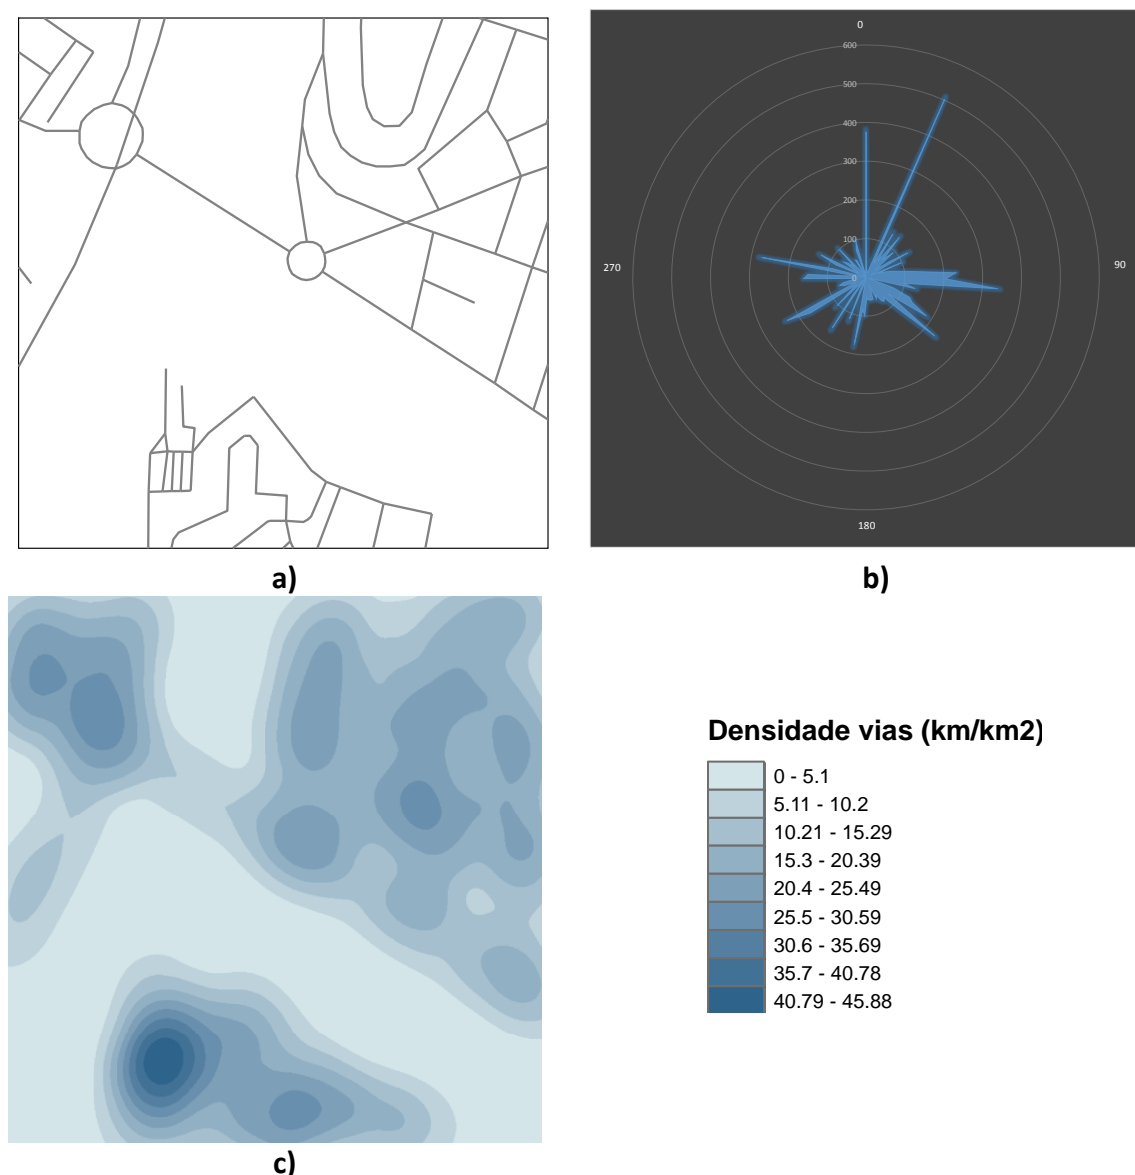 0
600
500
400
300
200
100
0
270
90
180
a)
b)
Densidade vias (km/km2)
0 - 5.1
5.11 - 10.2
10.21 - 15.29
15.3 - 20.39
20.4 - 25.49
25.5 - 30.59
30.6 - 35.69
35.7 - 40.78
40.79 - 45.88
c)